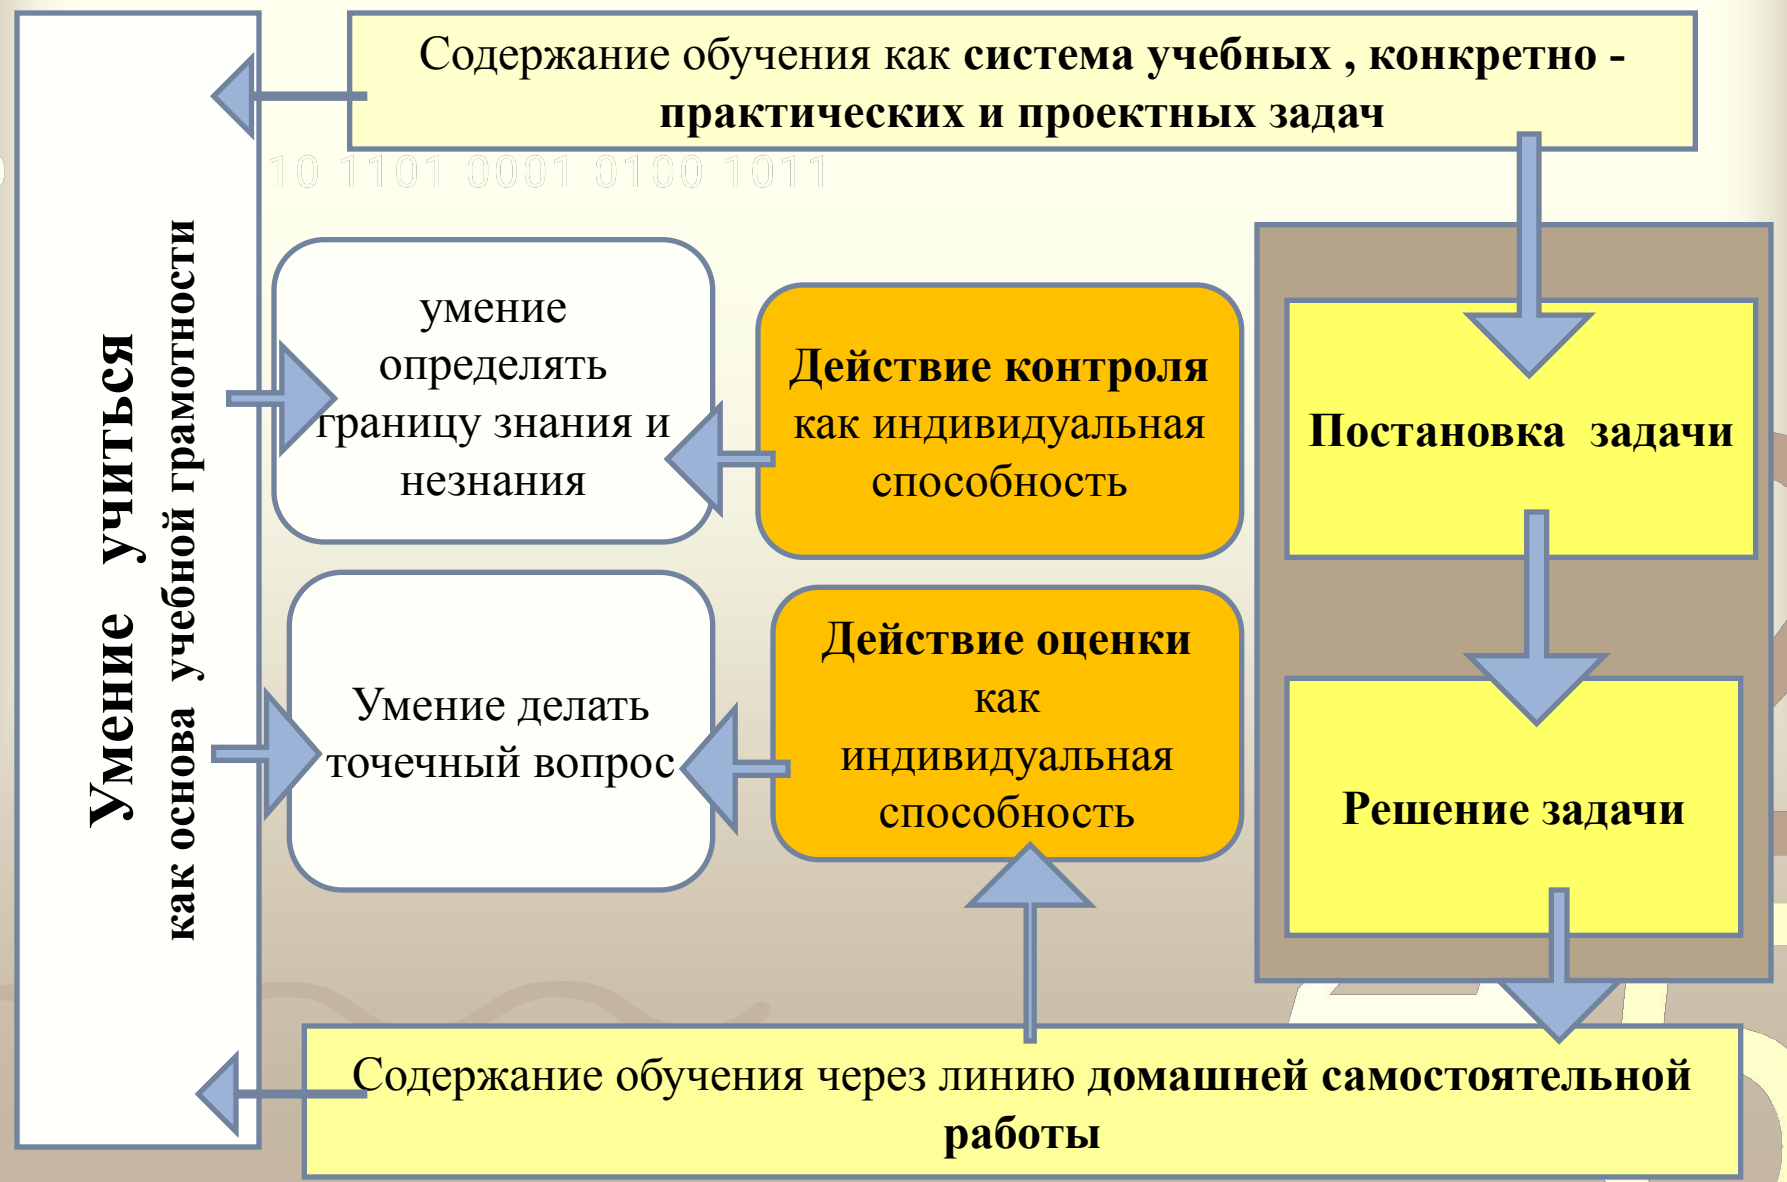 Содержание обучения как система учебных , конкретно -
практических и проектных задач
10 1101 0001 0100 1011
Умение учиться
как основа учебной грамотности
умение
определять
границу знания и
незнания
Действие контроля
как индивидуальная
способность
Постановка задачи
Умение делать
точечный вопрос
Действие оценки
как
индивидуальная
способность
Решение задачи
Содержание обучения через линию домашней самостоятельной
работы